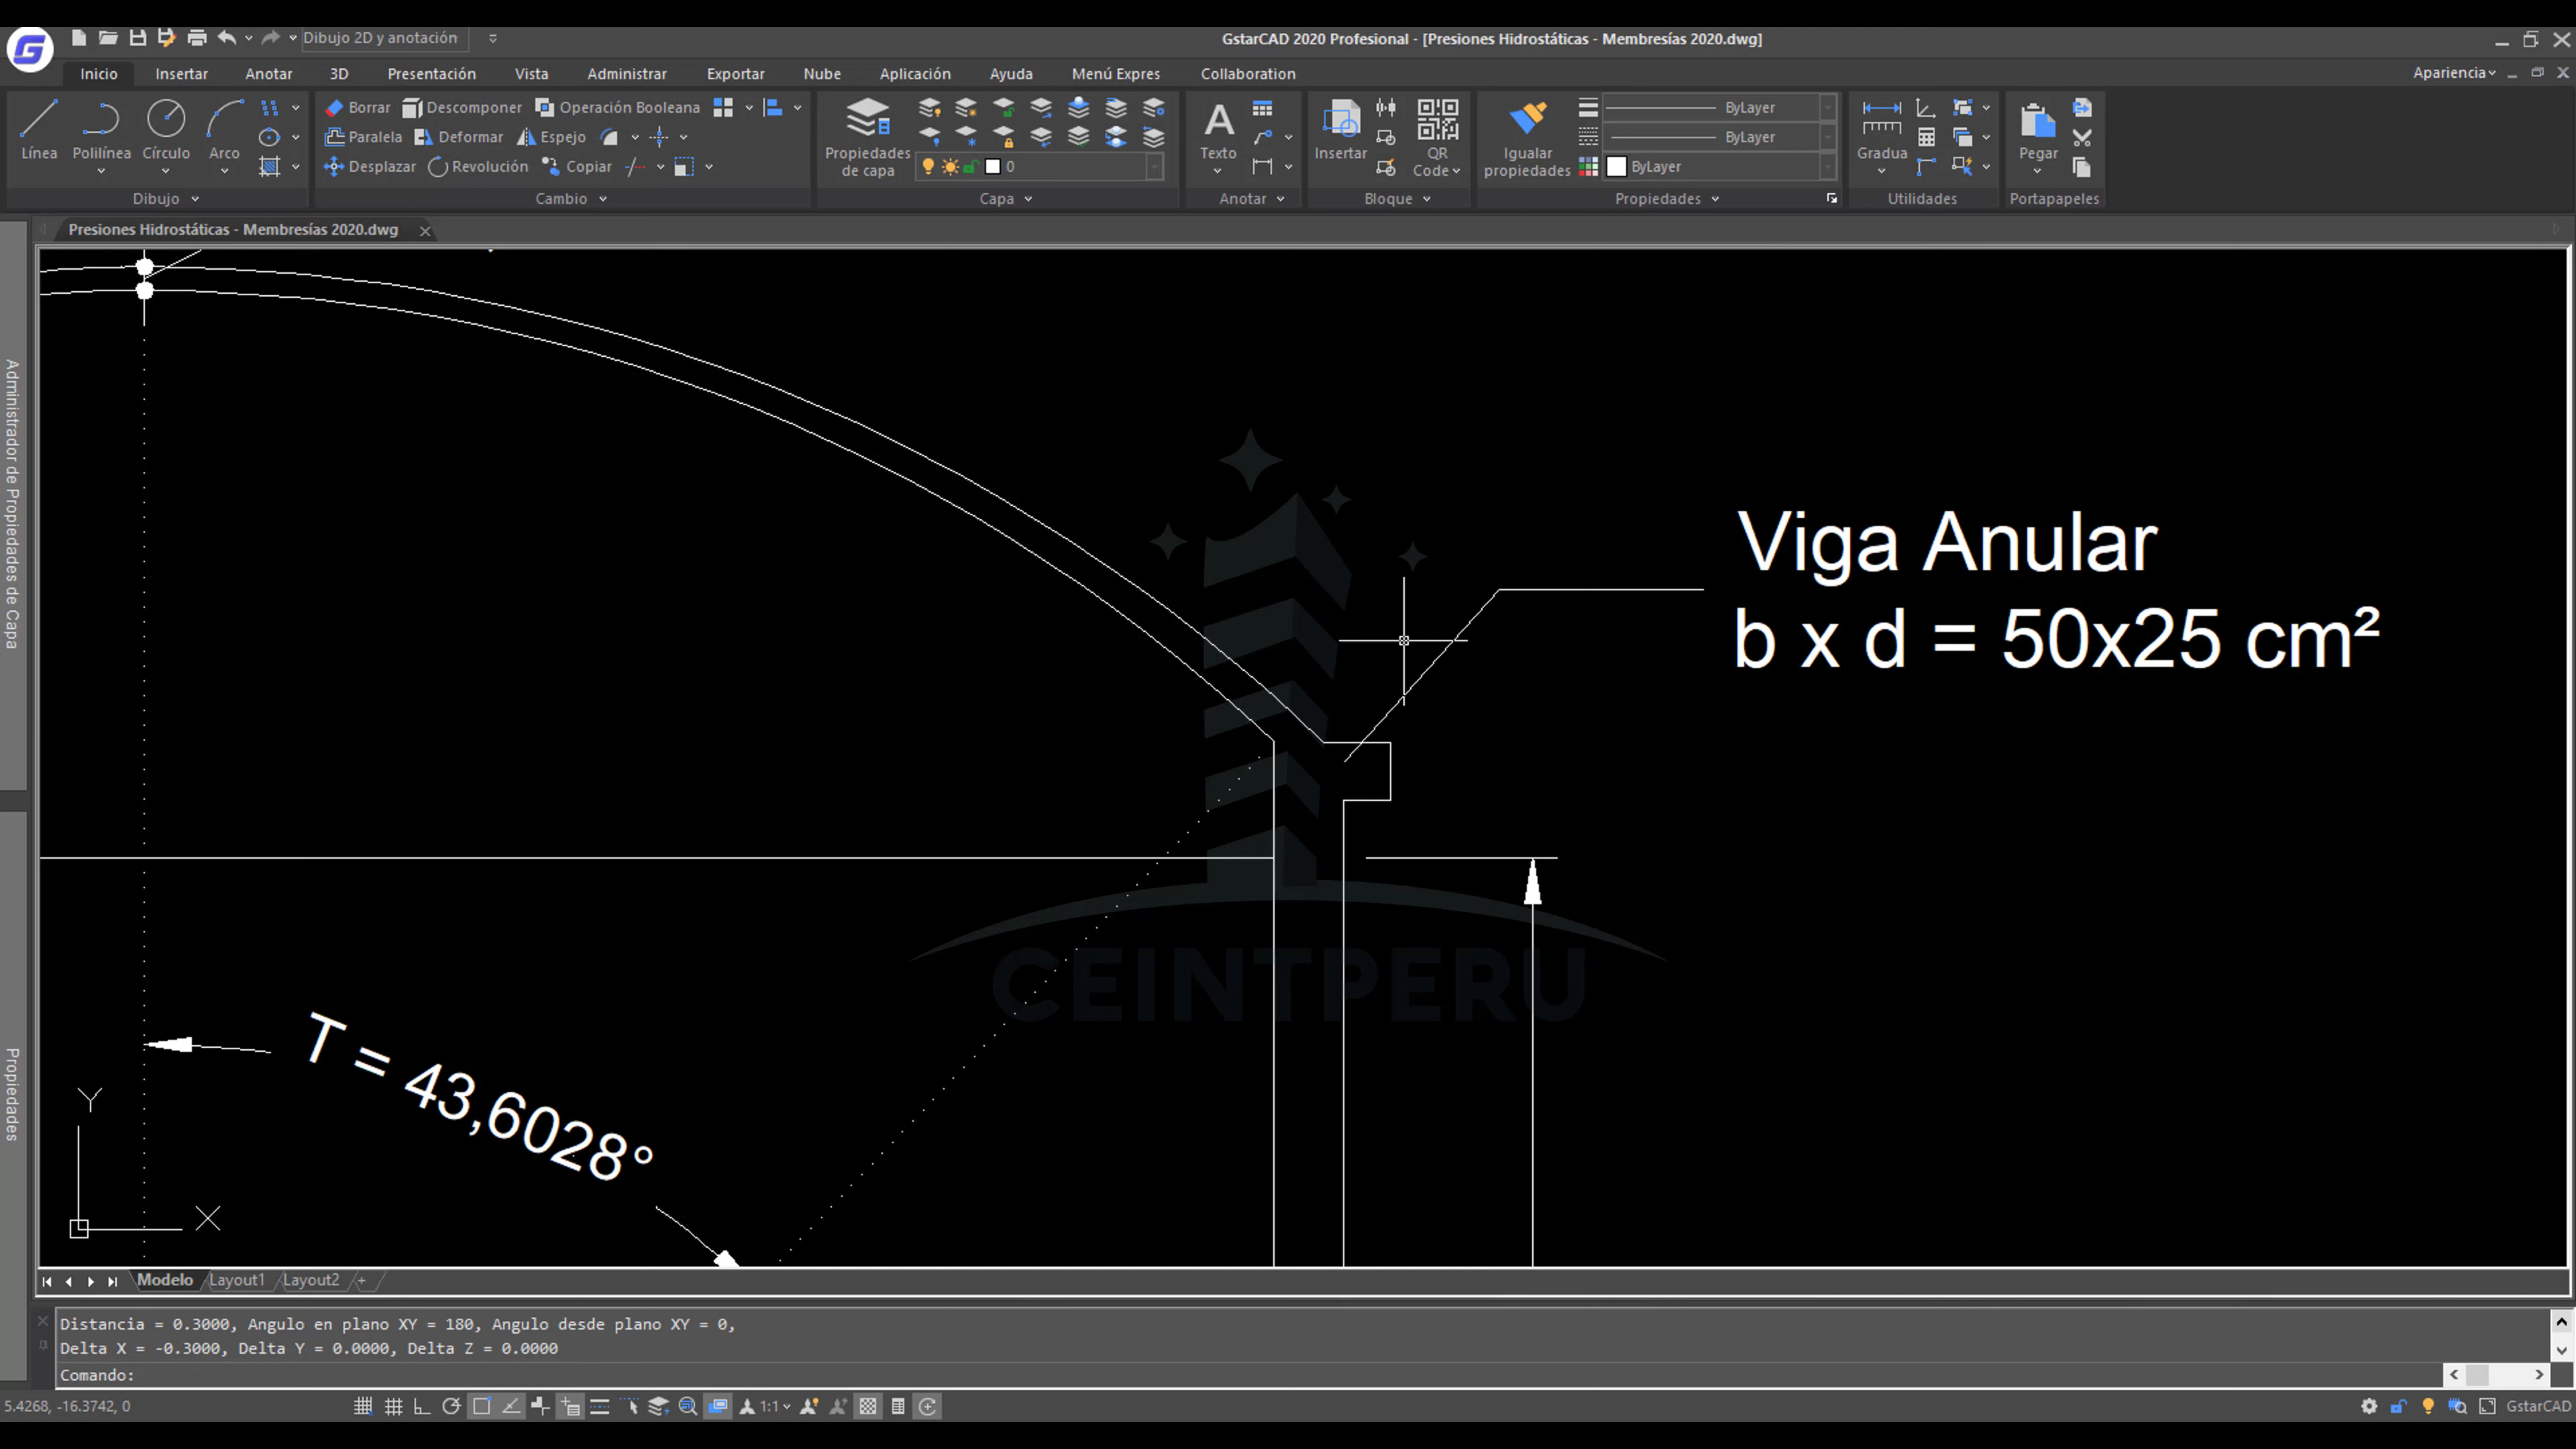 Dibujo 2D y anotación
GstarCAD 2020 Profesional - [Presiones Hidrostáticas - Membresías 2020.dwg]
Inicio Insertar Anotar 3D Presentación Vista Administrar Exportar Nube Aplicación Ayuda Menú Expres Collaboration Apariencia
Borrar Descomponer Operación Booleana
Paralela Deformar Espejo
Desplazar Revolución Copiar
Línea Polilínea Círculo Arco
Propiedades de capa
0
Texto
Insertar
QR Code
Igualar propiedades
ByLayer
ByLayer
ByLayer
Gradua
Pegar
Dibujo Cambio Capa Anotar Bloque Propiedades Utilidades Portapapeles
Presiones Hidrostáticas - Membresías 2020.dwg
Administrador de Propiedades de Capa
Propiedades
Viga Anular
b x d = 50x25 cm²
CEINTPERU
T = 43,6028°
Y
X
Modelo Layout1 Layout2 +
Distancia = 0.3000, Angulo en plano XY = 180, Angulo desde plano XY = 0,
Delta X = -0.3000, Delta Y = 0.0000, Delta Z = 0.0000
Comando:
5.4268, -16.3742, 0
1:1
GstarCAD